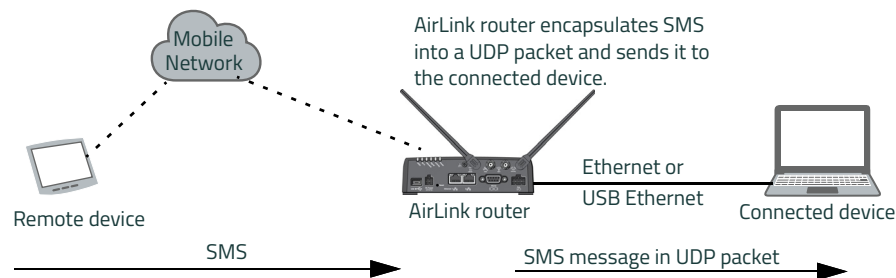 Mobile
Network
AirLink router encapsulates SMS
into a UDP packet and sends it to
the connected device.
Ethernet or
USB Ethernet
Remote device
AirLink router
Connected device
SMS
SMS message in UDP packet